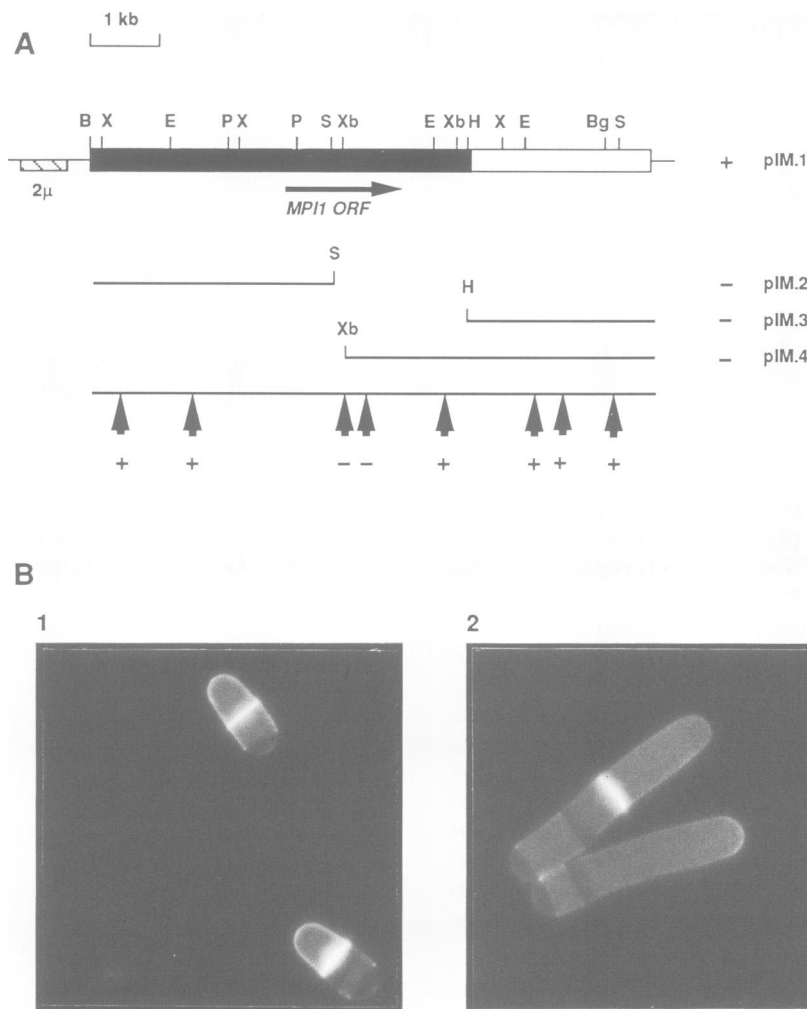 A
1 kb
B X E P X P S Xb E Xb H X E Bg S
+ pIM.1
2μ
MPI1 ORF
S
− pIM.2
H
− pIM.3
Xb
− pIM.4
+ + − − + + + +
B
1
2